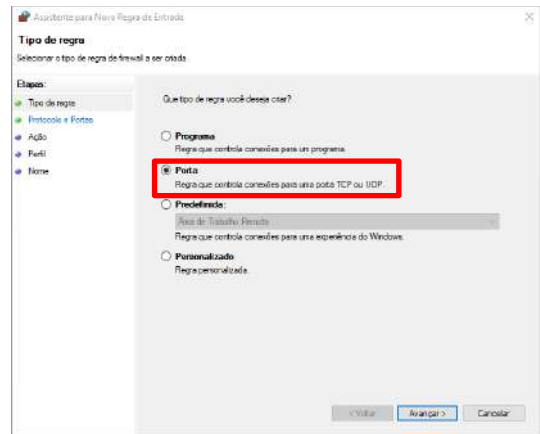 Assistente para Nova Regra de Entrada
Tipo de regra
Selecionar o tipo de regra de firewall a ser criada.
Etapas:
Tipo de regra
Protocolo e Portas
Ação
Perfil
Nome
Que tipo de regra você deseja criar?
Programa
Regra que controla conexões para um programa.
Porta
Regra que controla conexões para uma porta TCP ou UDP.
Predefinida:
Área de Trabalho Remota
Regra que controla conexões para uma experiência do Windows.
Personalizado
Regra personalizada.
< Voltar
Avançar >
Cancelar